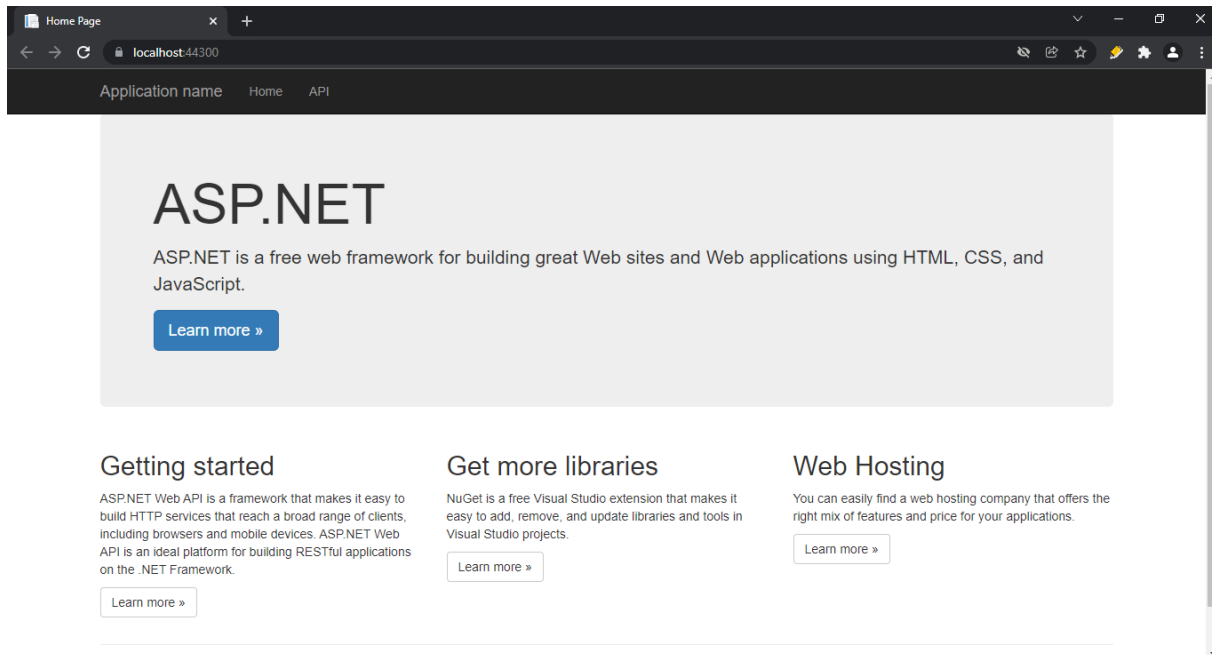 Home Page
localhost:44300
Application name Home API
ASP.NET
ASP.NET is a free web framework for building great Web sites and Web applications using HTML, CSS, and
JavaScript.
Learn more »
Getting started
ASP.NET Web API is a framework that makes it easy to
build HTTP services that reach a broad range of clients,
including browsers and mobile devices. ASP.NET Web
API is an ideal platform for building RESTful applications
on the .NET Framework.
Learn more »
Get more libraries
NuGet is a free Visual Studio extension that makes it
easy to add, remove, and update libraries and tools in
Visual Studio projects.
Learn more »
Web Hosting
You can easily find a web hosting company that offers the
right mix of features and price for your applications.
Learn more »